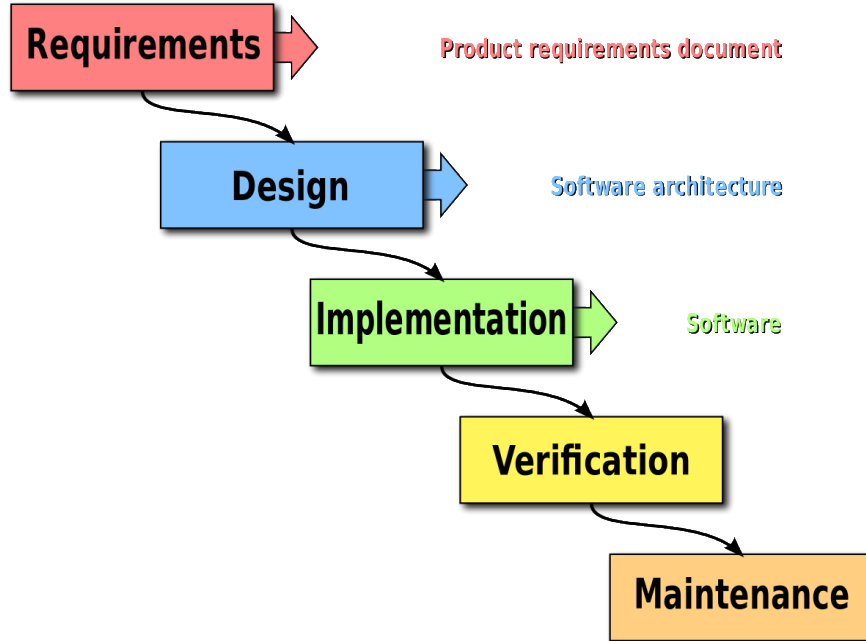 Requirements
Product requirements document
Design
Software architecture
Implementation
Software
Verification
Maintenance